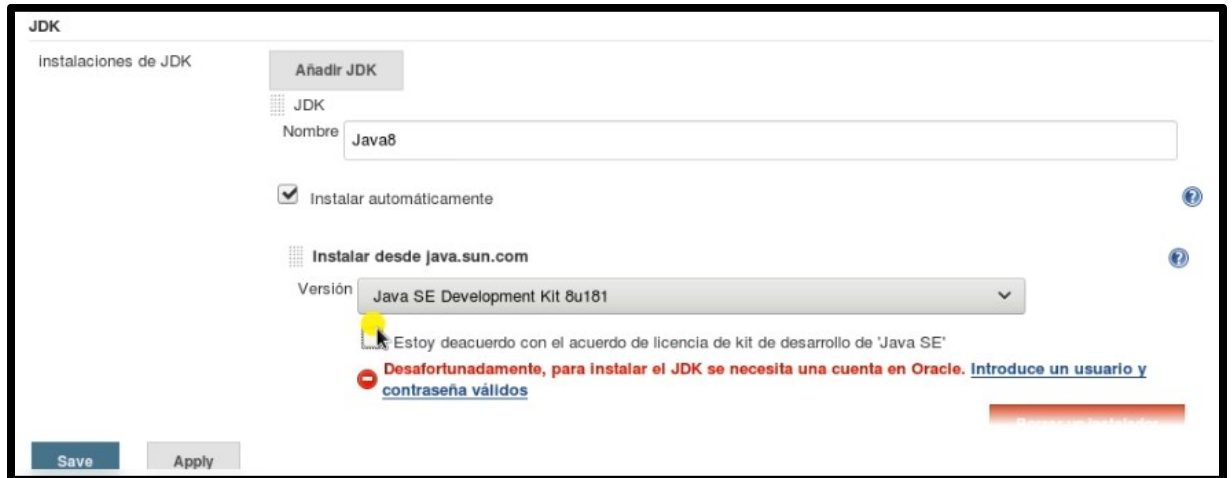 JDK
instalaciones de JDK
Añadir JDK
JDK
Nombre
Java8
Instalar automáticamente
Instalar desde java.sun.com
Versión
Java SE Development Kit 8u181
Estoy deacuerdo con el acuerdo de licencia de kit de desarrollo de 'Java SE'
Desafortunadamente, para instalar el JDK se necesita una cuenta en Oracle. Introduce un usuario y
contraseña válidos
Save
Apply